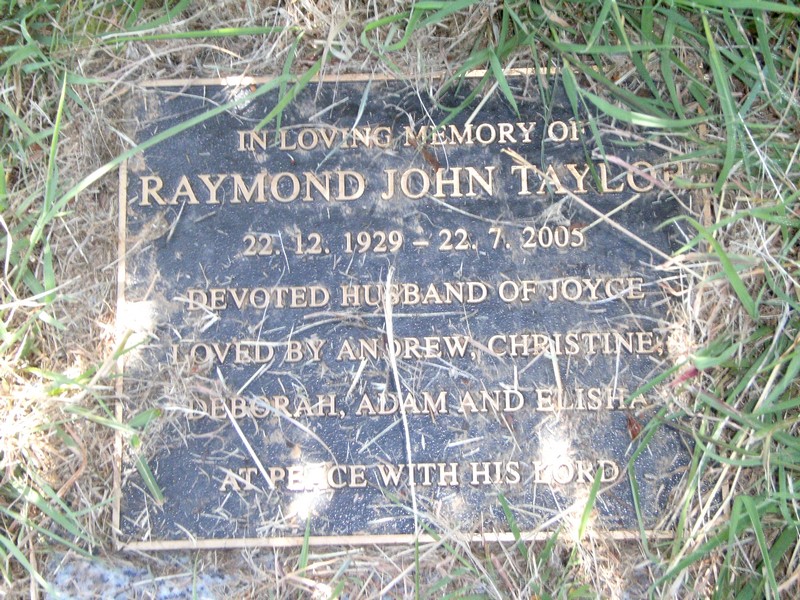 IN LOVING MEMORY OF
RAYMOND JOHN TAYLOR
22. 12. 1929 – 22. 7. 2005
DEVOTED HUSBAND OF JOYCE
LOVED BY ANDREW, CHRISTINE,
DEBORAH, ADAM AND ELISHA
AT PEACE WITH HIS LORD